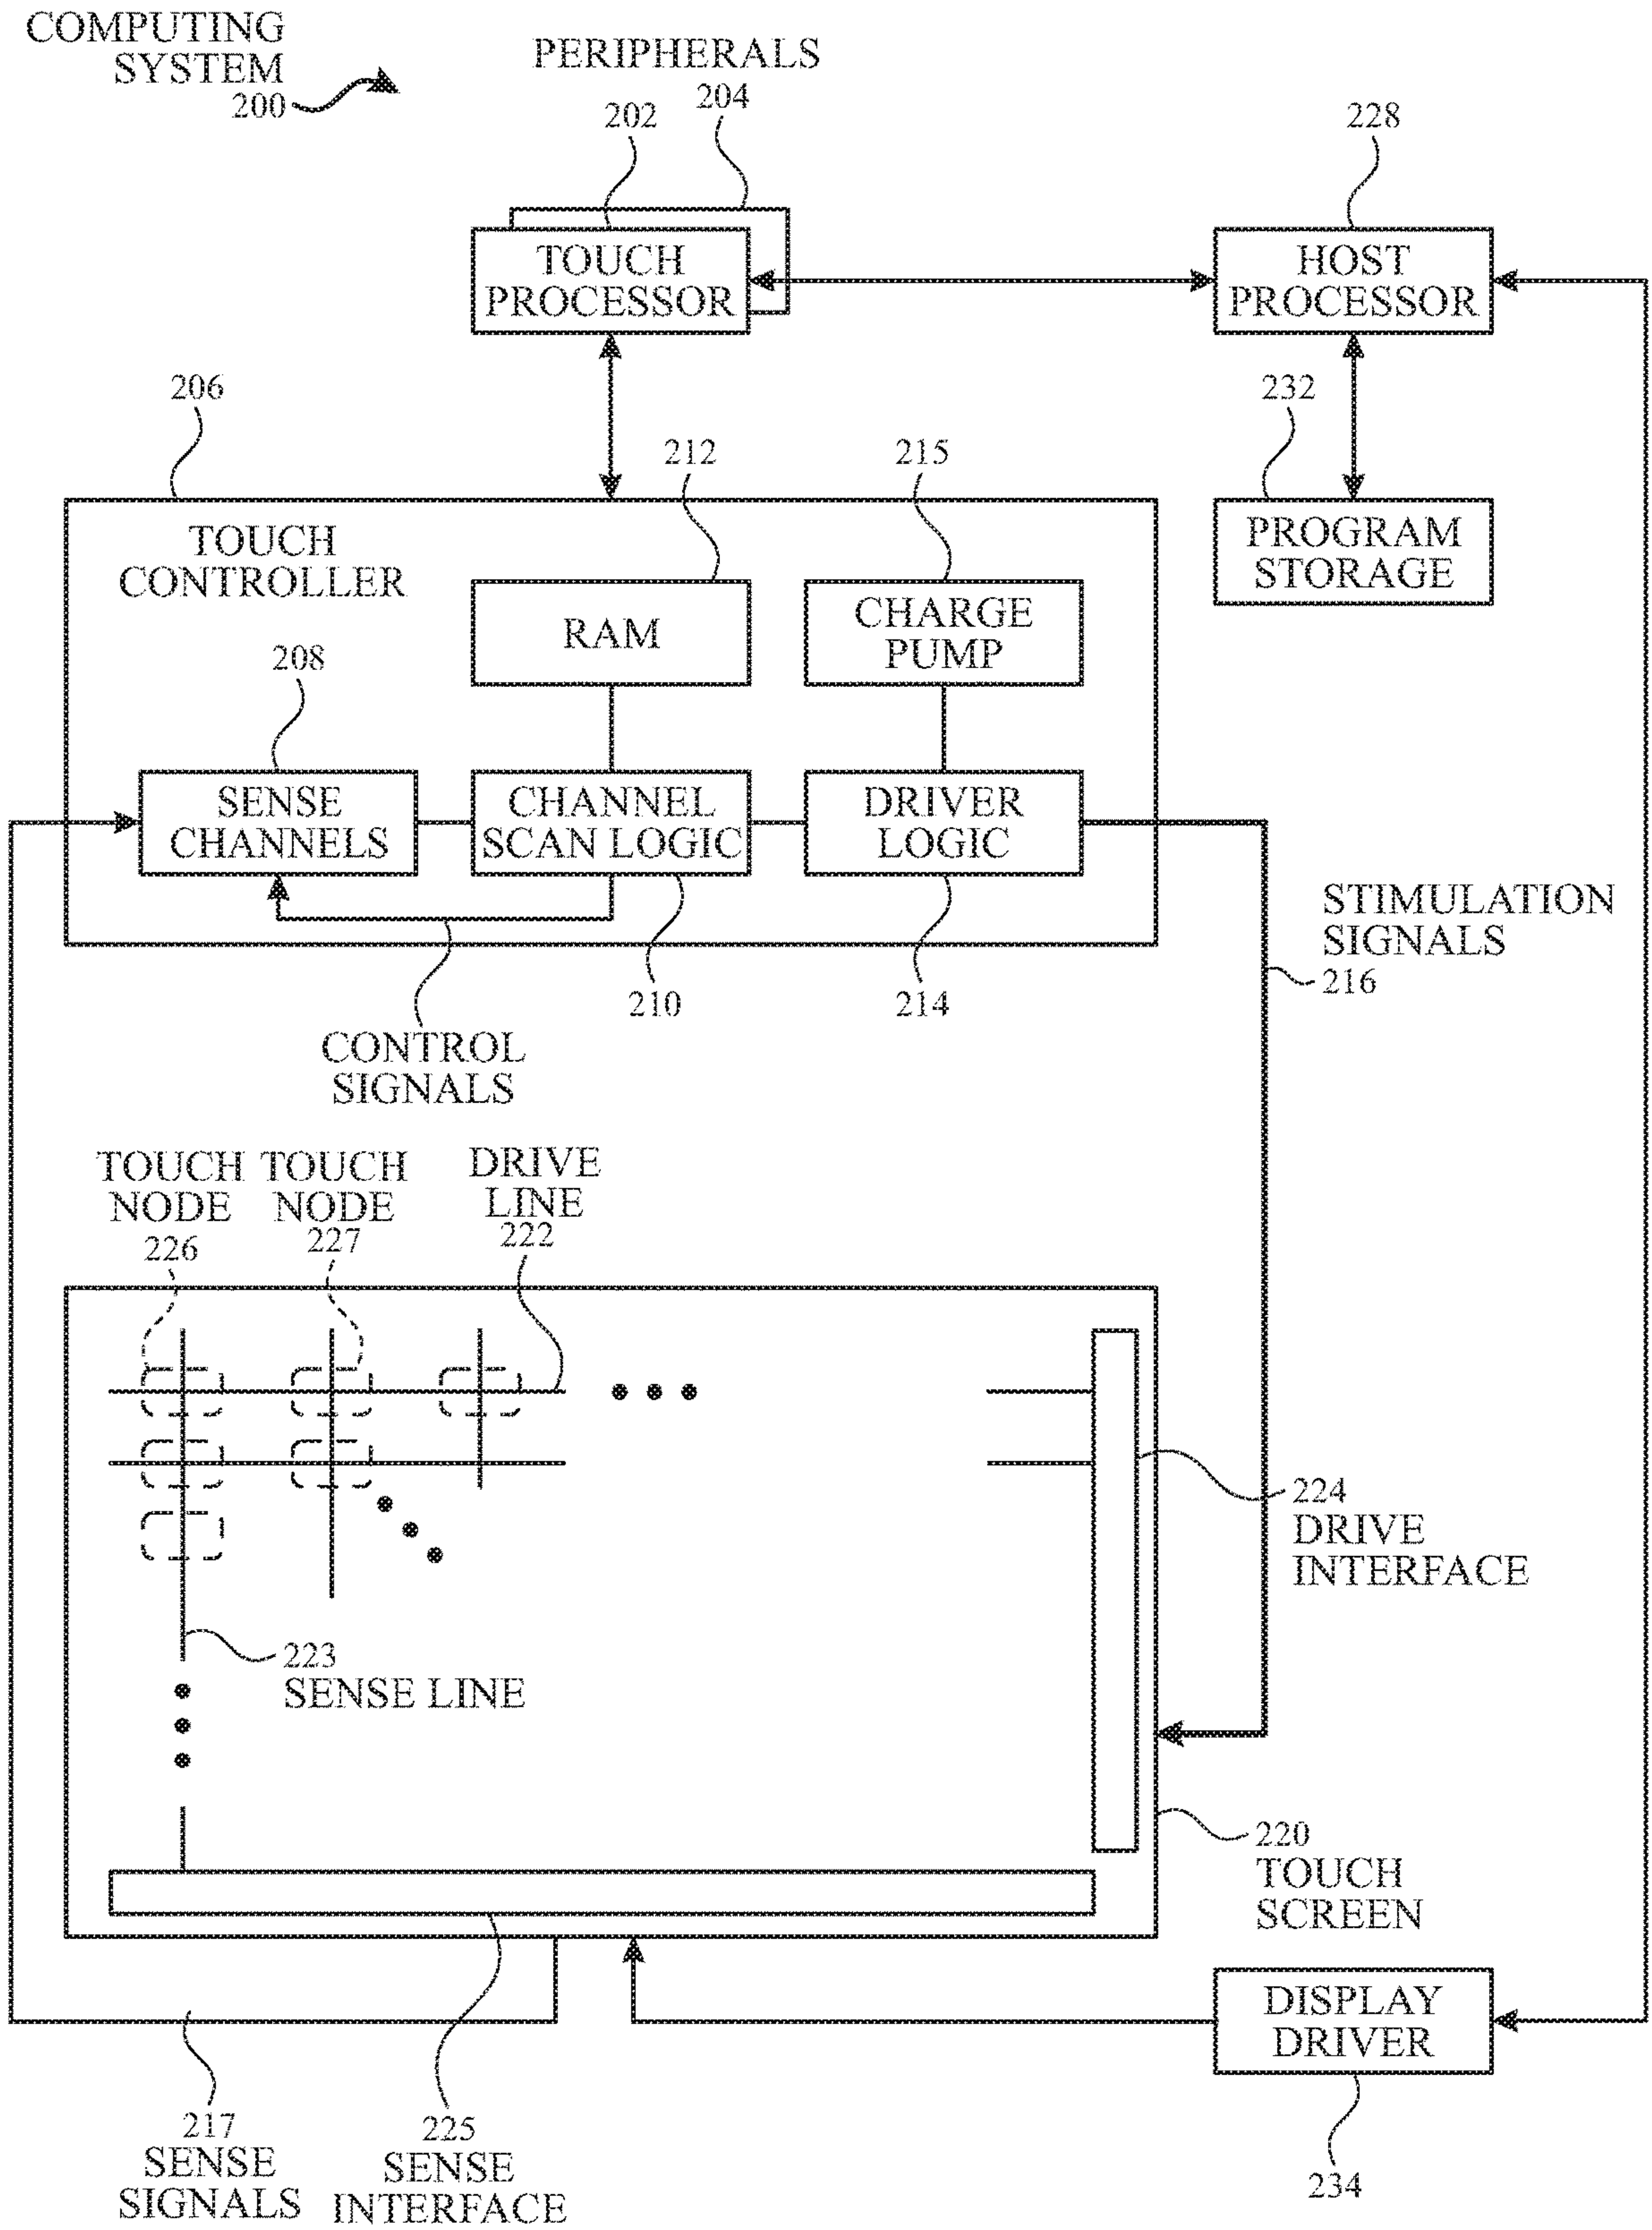 COMPUTING
SYSTEM
200
PERIPHERALS
204
202
228
TOUCH
PROCESSOR
HOST
PROCESSOR
206
212
215
232
TOUCH
CONTROLLER
RAM
CHARGE
PUMP
PROGRAM
STORAGE
208
SENSE
CHANNELS
CHANNEL
SCAN LOGIC
DRIVER
LOGIC
STIMULATION
SIGNALS
216
210
214
CONTROL
SIGNALS
TOUCH
NODE
226
TOUCH
NODE
227
DRIVE
LINE
222
224
DRIVE
INTERFACE
223
SENSE LINE
220
TOUCH
SCREEN
DISPLAY
DRIVER
217
SENSE
SIGNALS
225
SENSE
INTERFACE
234